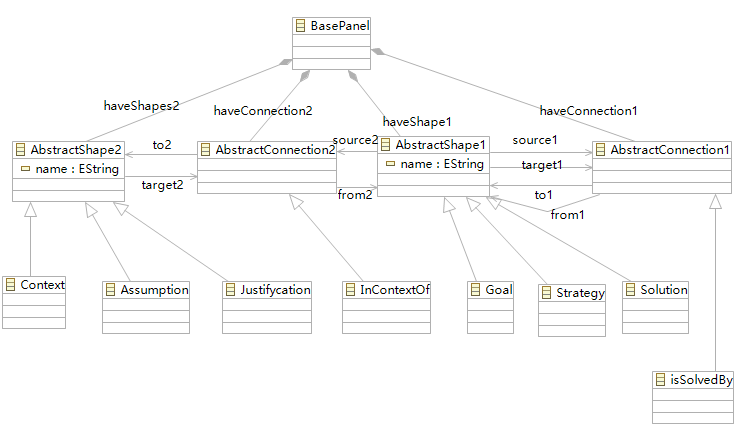 BasePanel
haveShapes2
haveConnection2
haveShape1
haveConnection1
AbstractShape2
name : EString
to2
target2
AbstractConnection2
source2
from2
AbstractShape1
name : EString
source1
target1
to1
from1
AbstractConnection1
Context
Assumption
Justifycation
InContextOf
Goal
Strategy
Solution
isSolvedBy